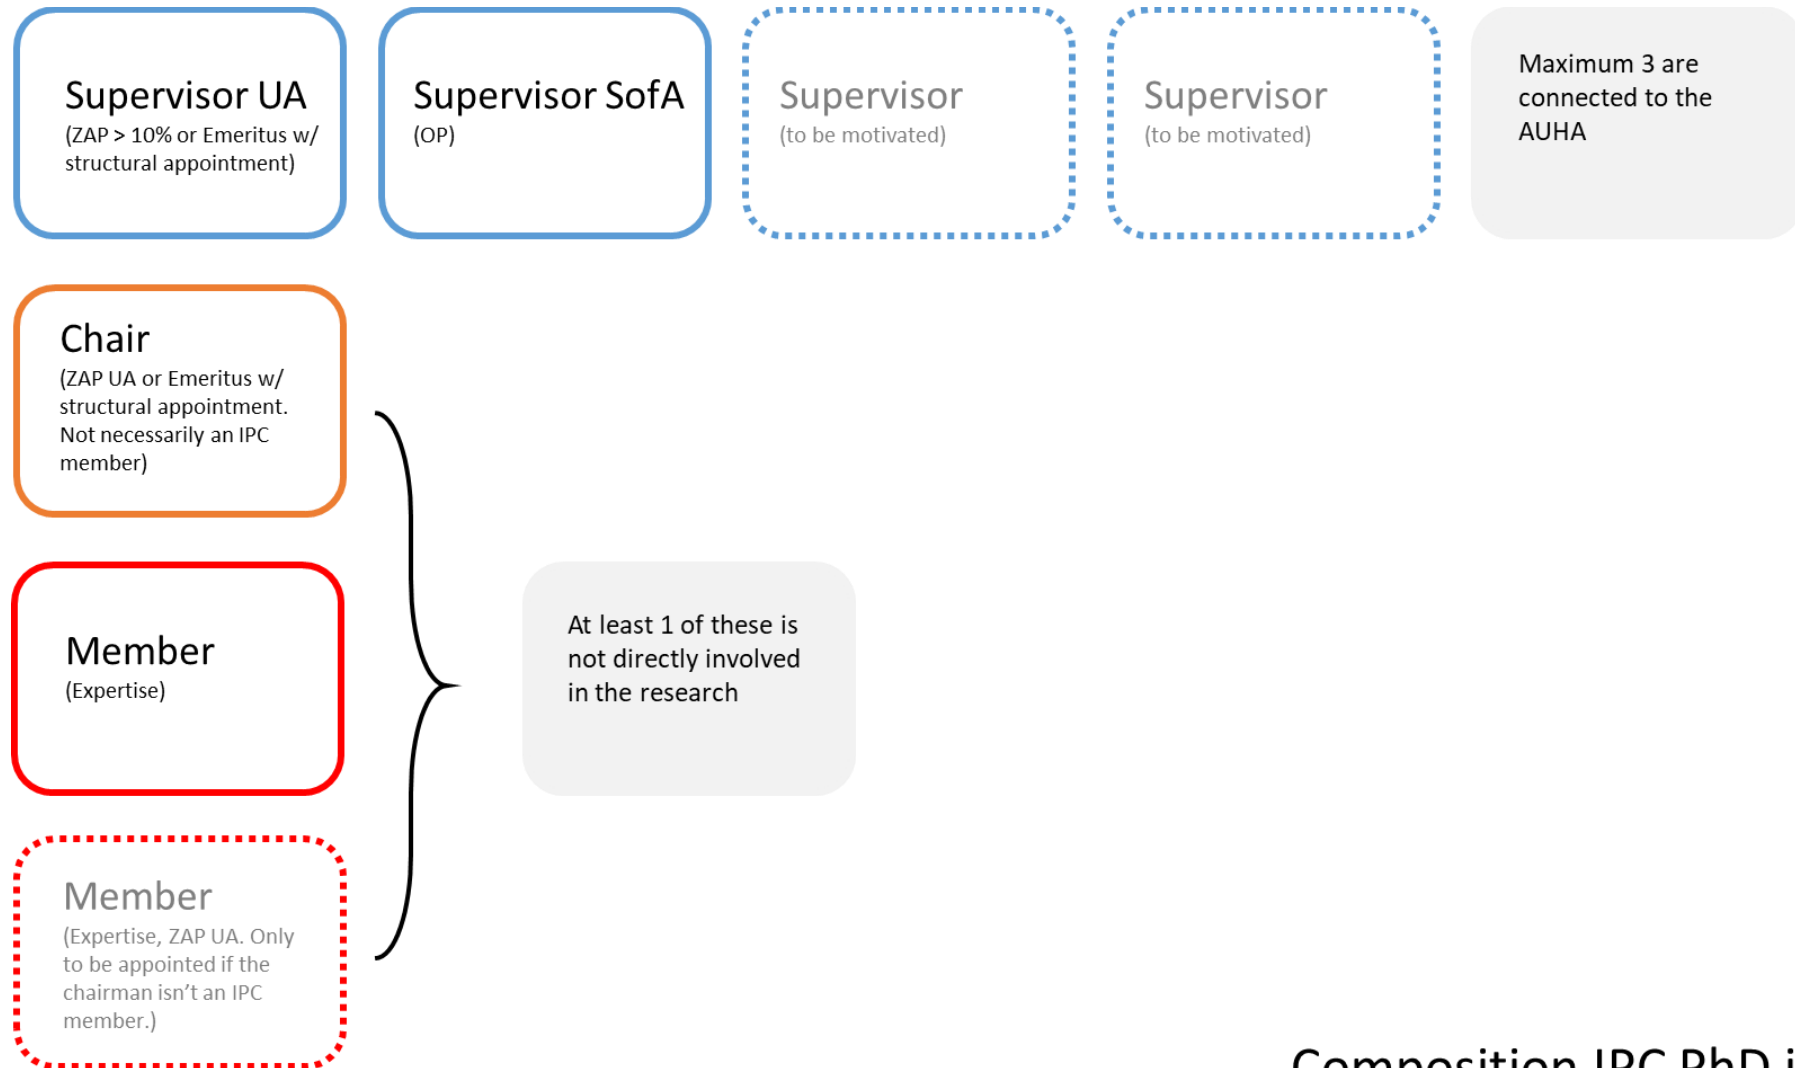 Supervisor UA
(ZAP > 10% or Emeritus w/
structural appointment)
Supervisor SofA
(OP)
Supervisor
(to be motivated)
Supervisor
(to be motivated)
Maximum 3 are
connected to the
AUHA
Chair
(ZAP UA or Emeritus w/
structural appointment.
Not necessarily an IPC
member)
Member
(Expertise)
At least 1 of these is
not directly involved
in the research
Member
(Expertise, ZAP UA. Only
to be appointed if the
chairman isn't an IPC
member.)
Composition IPC PhD i